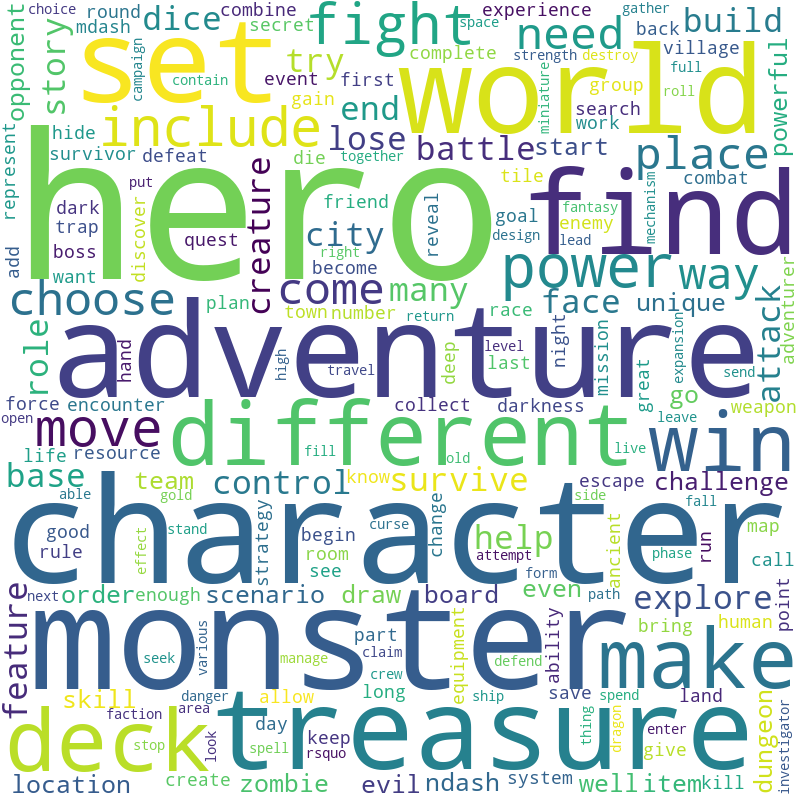 choice
round
mdash
dice
combine
secret
fight
experience
space
gather
need
build
back
village
strength
destroy
full
roll
opponent
story
set
campaign
contain
event
first
try
complete
gain
world
group
miniature
search
work
powerful
include
end
lose
hide
survivor
defeat
represent
hero
die
together
battle
start
place
tile
combat
put
dark
trap
boss
discover
quest
creature
friend
city
right
become
reveal
goal
design
enemy
lead
fantasy
mechanism
find
add
want
plan
come
many
power
way
choose
face
unique
attack
adventurer
role
town
number
return
race
night
mission
adventure
hand
high
travel
level
deep
last
great
expansion
send
go
weapon
force
encounter
collect
darkness
leave
open
move
different
win
life
resource
fill
old
live
base
team
control
know
survive
escape
challenge
able
gold
side
fall
character
good
rule
stand
effect
strategy
begin
room
see
curse
change
help
attempt
ancient
phase
run
map
call
next
order
enough
scenario
draw
board
form
even
path
explore
point
feature
monster
various
seek
manage
part
claim
crew
long
equipment
defend
ability
bring
human
make
skill
danger
allow
ship
save
spend
land
faction
area
deck
stop
look
treasure
day
spell
keep
rsquo
thing
dragon
enter
give
dungeon
investigator
location
create
zombie
evil
ndash
system
well
item
kill